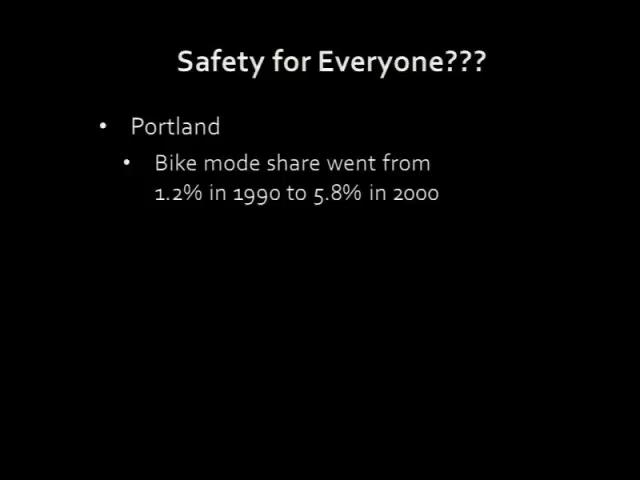 Safety for Everyone???
• Portland
• Bike mode share went from
1.2% in 1990 to 5.8% in 2000